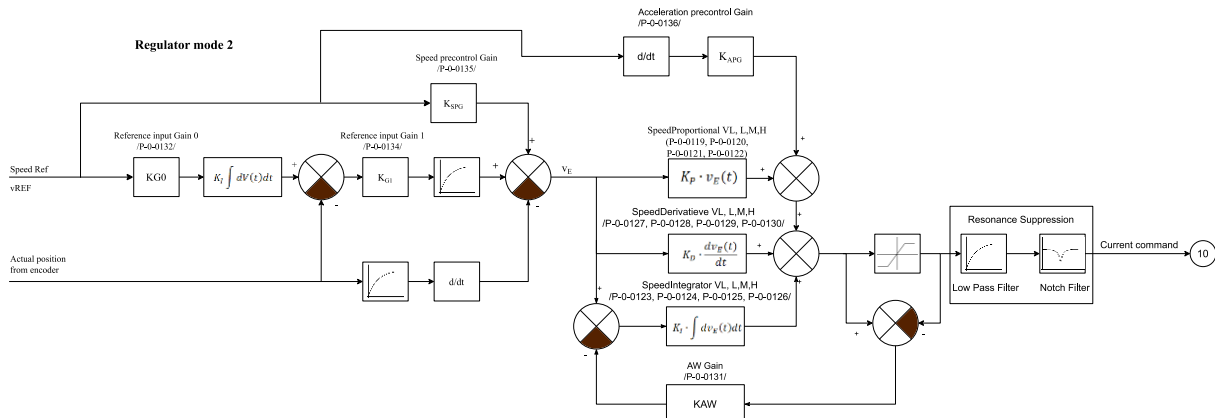 Regulator mode 2
Acceleration precontrol Gain
/P-0-0136/
d/dt
K_APG
Speed precontrol Gain
/P-0-0135/
K_SPG
+
+
Reference input Gain 0
/P-0-0132/
Reference input Gain 1
/P-0-0134/
SpeedProportional VL, L,M,H
(P-0-0119, P-0-0120,
P-0-0121, P-0-0122)
Speed Ref
vREF
KG0
K_I ∫ dV(t)dt
+
-
K_G1
+
-
v_E
K_P · v_E(t)
+
+
SpeedDerivatieve VL, L,M,H
/P-0-0127, P-0-0128, P-0-0129, P-0-0130/
K_D · dv_E(t)/dt
+
Resonance Suppression
Low Pass Filter
Notch Filter
Current command
10
Actual position
from encoder
d/dt
SpeedIntegrator VL, L,M,H
/P-0-0123, P-0-0124, P-0-0125, P-0-0126/
+
+
-
K_I · ∫ dv_E(t)dt
+
-
AW Gain
/P-0-0131/
KAW